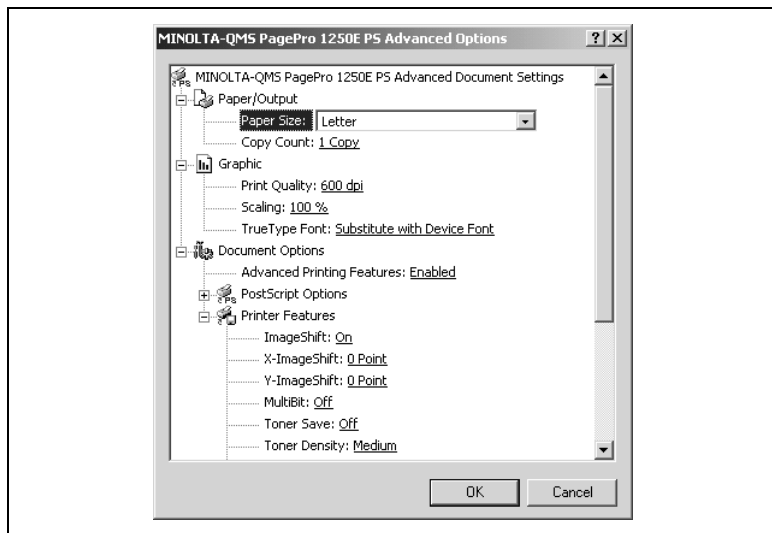 MINOLTA-QMS PagePro 1250E PS Advanced Options
MINOLTA-QMS PagePro 1250E PS Advanced Document Settings
Paper/Output
Paper Size: Letter
Copy Count: 1 Copy
Graphic
Print Quality: 600 dpi
Scaling: 100 %
TrueType Font: Substitute with Device Font
Document Options
Advanced Printing Features: Enabled
PostScript Options
Printer Features
ImageShift: On
X-ImageShift: 0 Point
Y-ImageShift: 0 Point
MultiBit: Off
Toner Save: Off
Toner Density: Medium
OK Cancel